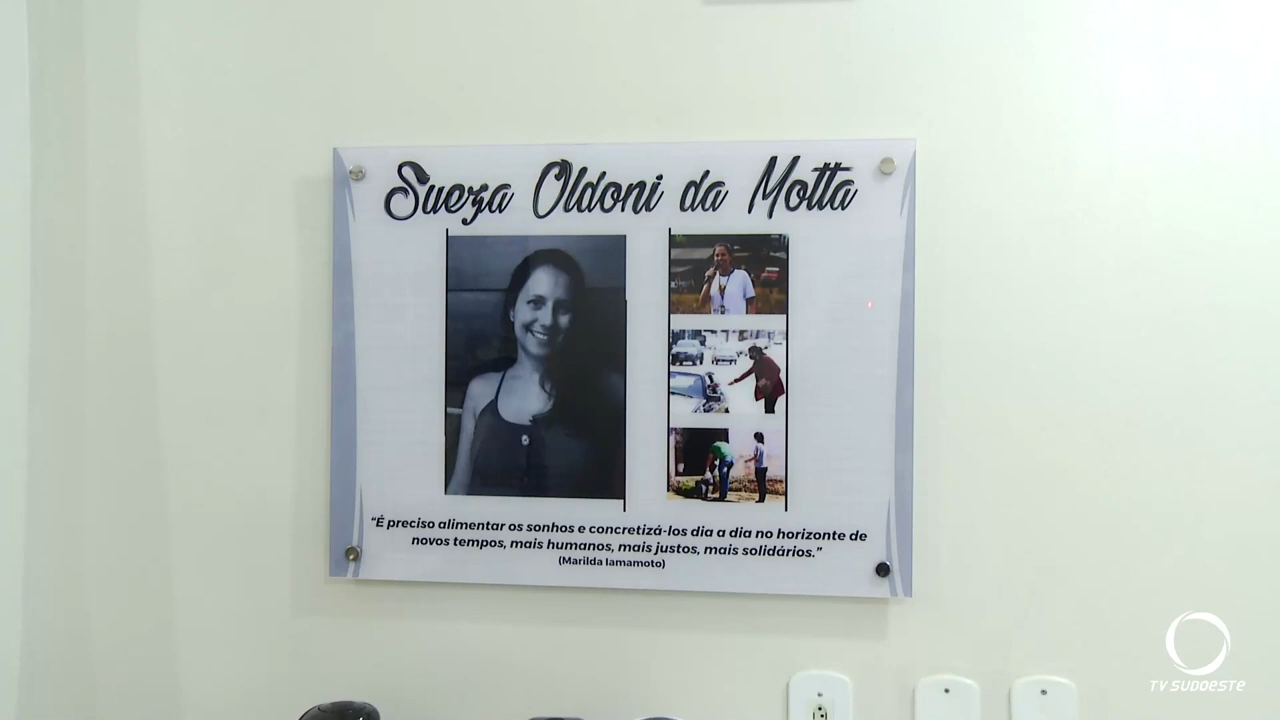 Sueza Oldoni da Motta
“É preciso alimentar os sonhos e concretizá-los dia a dia no horizonte de
novos tempos, mais humanos, mais justos, mais solidários.”
(Marilda Iamamoto)
TV SUDOESTE